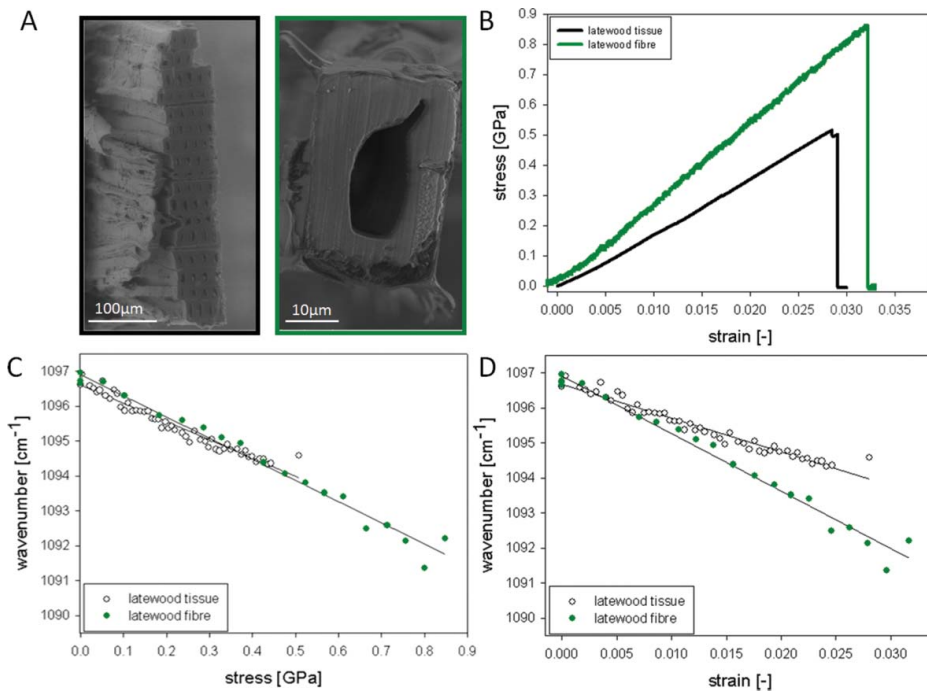 A
100µm
10µm
B
latewood tissue
latewood fibre
stress [GPa]
0.9
0.8
0.7
0.6
0.5
0.4
0.3
0.2
0.1
0.0
0.000 0.005 0.010 0.015 0.020 0.025 0.030 0.035
strain [-]
C
wavenumber [cm⁻¹]
1097
1096
1095
1094
1093
1092
1091
1090
latewood tissue
latewood fibre
0.0 0.1 0.2 0.3 0.4 0.5 0.6 0.7 0.8 0.9
stress [GPa]
D
wavenumber [cm⁻¹]
1097
1096
1095
1094
1093
1092
1091
1090
latewood tissue
latewood fibre
0.000 0.005 0.010 0.015 0.020 0.025 0.030
strain [-]